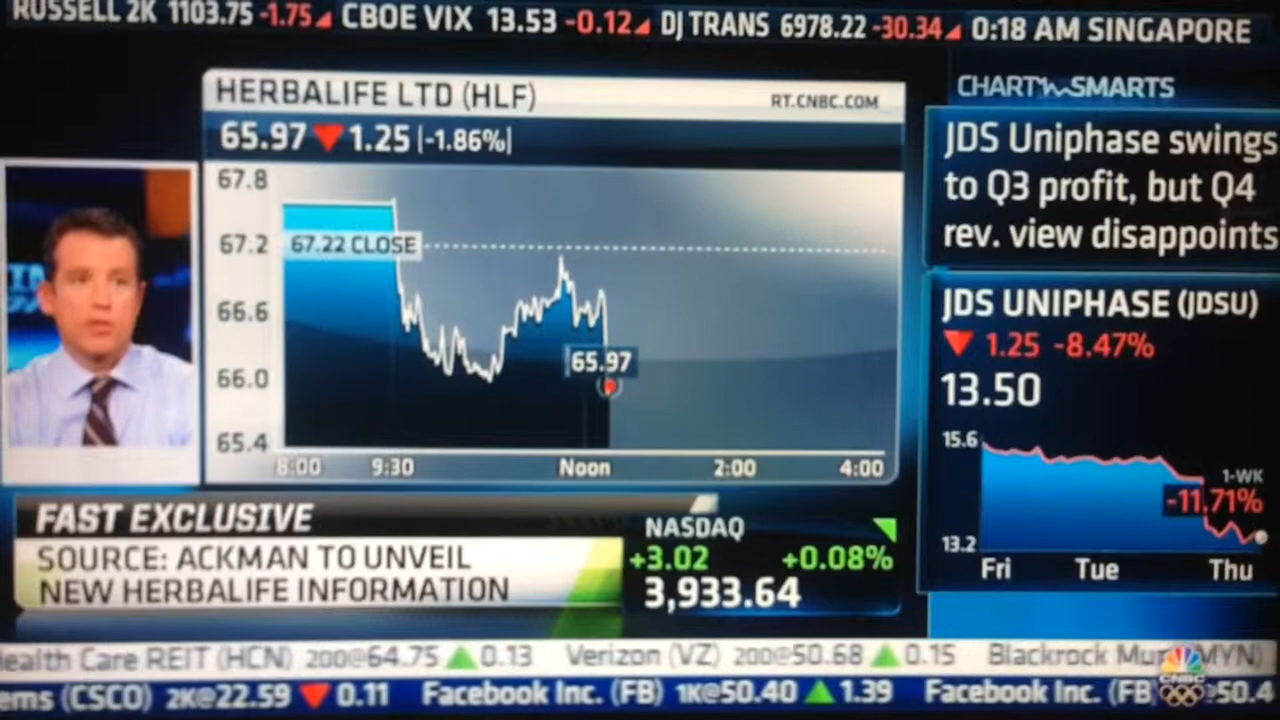 RUSSELL 2K 1103.75 -1.75 CBOE VIX 13.53 -0.12 DJ TRANS 6978.22 -30.34 0:18 AM SINGAPORE
HERBALIFE LTD (HLF) RT.CNBC.COM
65.97 ▼ 1.25 (-1.86%)
67.8
67.2
66.6
66.0
65.4
67.22 CLOSE
65.97
8:00 9:30 Noon 2:00 4:00
CHART SMARTS
JDS Uniphase swings
to Q3 profit, but Q4
rev. view disappoints
JDS UNIPHASE (JDSU)
▼ 1.25 -8.47%
13.50
15.6
1-WK
-11.71%
13.2
Fri Tue Thu
FAST EXCLUSIVE
SOURCE: ACKMAN TO UNVEIL
NEW HERBALIFE INFORMATION
NASDAQ
+3.02 +0.08%
3,933.64
ealth Care REIT (HCN) 200@64.75 ▲ 0.13 Verizon (VZ) 200@50.68 ▲ 0.15 Blackrock Mun (MYN)
CNBC
ems (CSCO) 2K@22.59 ▼ 0.11 Facebook Inc. (FB) 1K@50.40 ▲ 1.39 Facebook Inc. (FB) 50.4